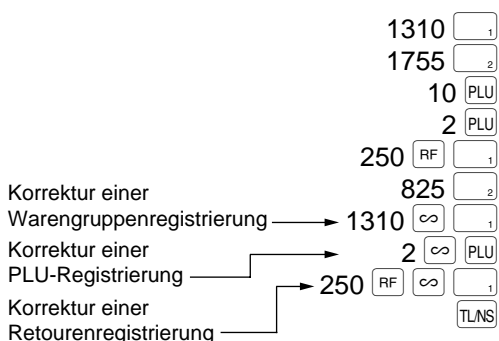 1310 1
1755 2
10 PLU
2 PLU
250 RF 1
825 2
Korrektur einer
Warengruppenregistrierung 1310 ∞ 1
Korrektur einer
PLU-Registrierung 2 ∞ PLU
250 RF ∞ 1
Korrektur einer
Retourenregistrierung TL/NS